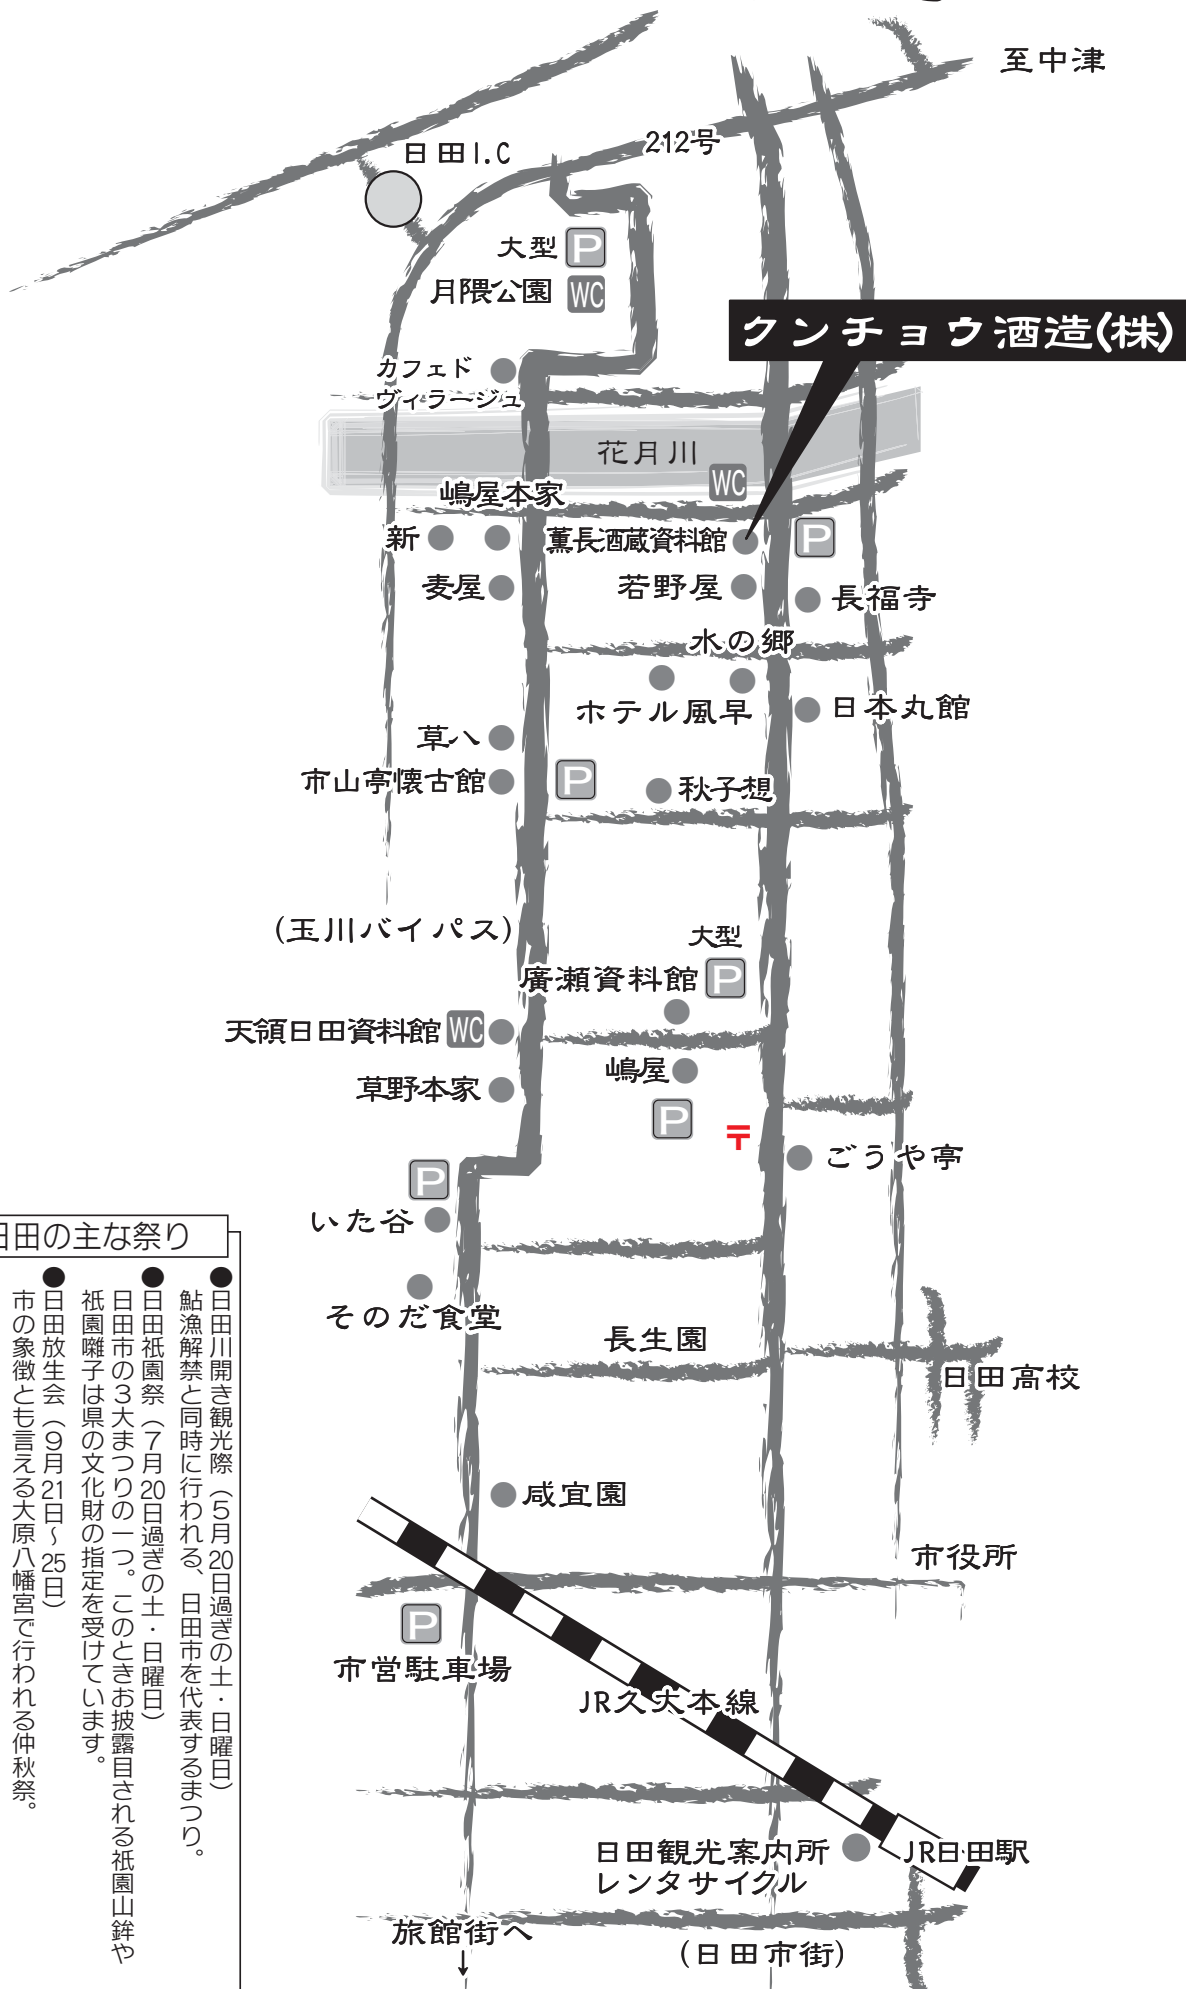 至中津
212号
日田I.C
大型 P
月隈公園 WC
クンチョウ酒造(株)
カフェド
ヴィラージュ
花月川
WC
嶋屋本家
新
薫長酒蔵資料館
P
麦屋
若野屋
長福寺
水の郷
ホテル風早
日本丸館
草八
市山亭懐古館
P
秋子想
(玉川バイパス)
大型
廣瀬資料館 P
天領日田資料館 WC
嶋屋
草野本家
P
〒
ごうや亭
P
いた谷
そのだ食堂
長生園
日田高校
咸宜園
市役所
P
市営駐車場
JR久大本線
日田観光案内所
レンタサイクル
JR日田駅
旅館街へ
↓
(日田市街)
日田の主な祭り
●日田川開き観光際（５月20日過ぎの土・日曜日）
鮎漁解禁と同時に行われる、日田市を代表するまつり。
●日田祇園祭（７月20日過ぎの土・日曜日）
日田市の３大まつりの一つ。このときお披露目される祇園山鉾や
祇園囃子は県の文化財の指定を受けています。
●日田放生会（９月21日～25日）
市の象徴とも言える大原八幡宮で行われる仲秋祭。